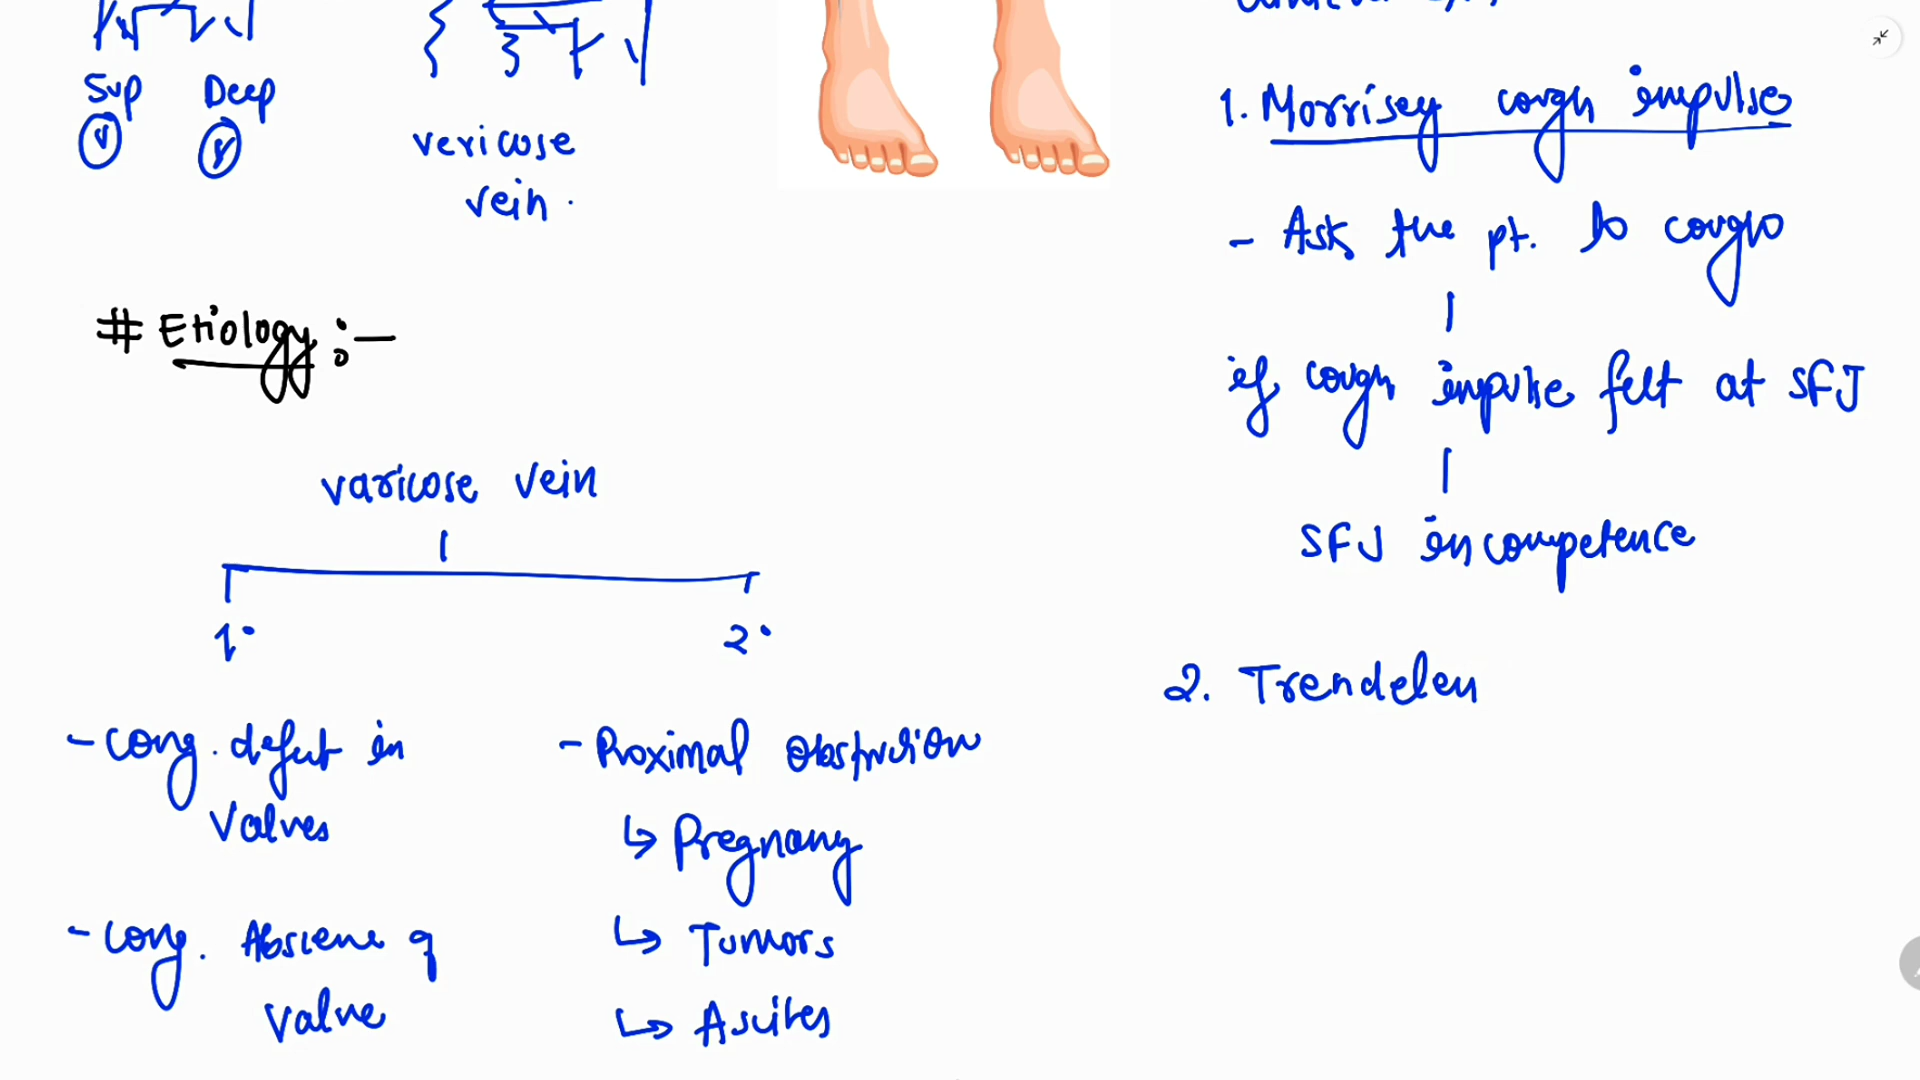 Sup Deep
vericose
vein.
# Etiology :-
varicose vein
1° 2°
- cong. defect in
valves
- cong. Abscene of
valve
- Proximal obstruction
↳ Pregnany
↳ Tumors
↳ Ascites
1. Morrisey cough impulse
- Ask the pt. to cough
if cough impulse felt at SFJ
SFJ incompetence
2. Trendelen